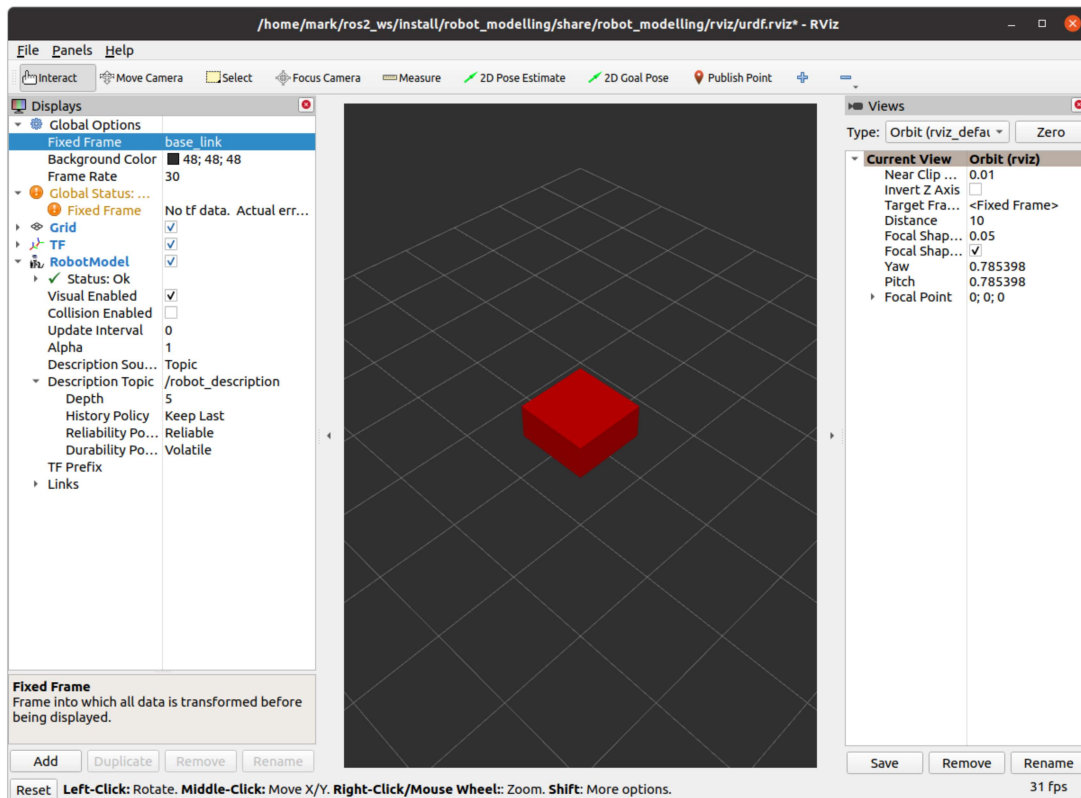 /home/mark/ros2_ws/install/robot_modelling/share/robot_modelling/rviz/urdf.rviz* - RViz
File Panels Help
Interact Move Camera Select Focus Camera Measure 2D Pose Estimate 2D Goal Pose Publish Point
Displays
Global Options
Fixed Frame base_link
Background Color 48; 48; 48
Frame Rate 30
Global Status: ...
Fixed Frame No tf data. Actual err...
Grid
TF
RobotModel
Status: Ok
Visual Enabled
Collision Enabled
Update Interval 0
Alpha 1
Description Sou... Topic
Description Topic /robot_description
Depth 5
History Policy Keep Last
Reliability Po... Reliable
Durability Po... Volatile
TF Prefix
Links
Fixed Frame
Frame into which all data is transformed before
being displayed.
Add Duplicate Remove Rename
Views
Type: Orbit (rviz_defau Zero
Current View Orbit (rviz)
Near Clip ... 0.01
Invert Z Axis
Target Fra... <Fixed Frame>
Distance 10
Focal Shap... 0.05
Focal Shap...
Yaw 0.785398
Pitch 0.785398
Focal Point 0; 0; 0
Save Remove Rename
Reset Left-Click: Rotate. Middle-Click: Move X/Y. Right-Click/Mouse Wheel:: Zoom. Shift: More options. 31 fps